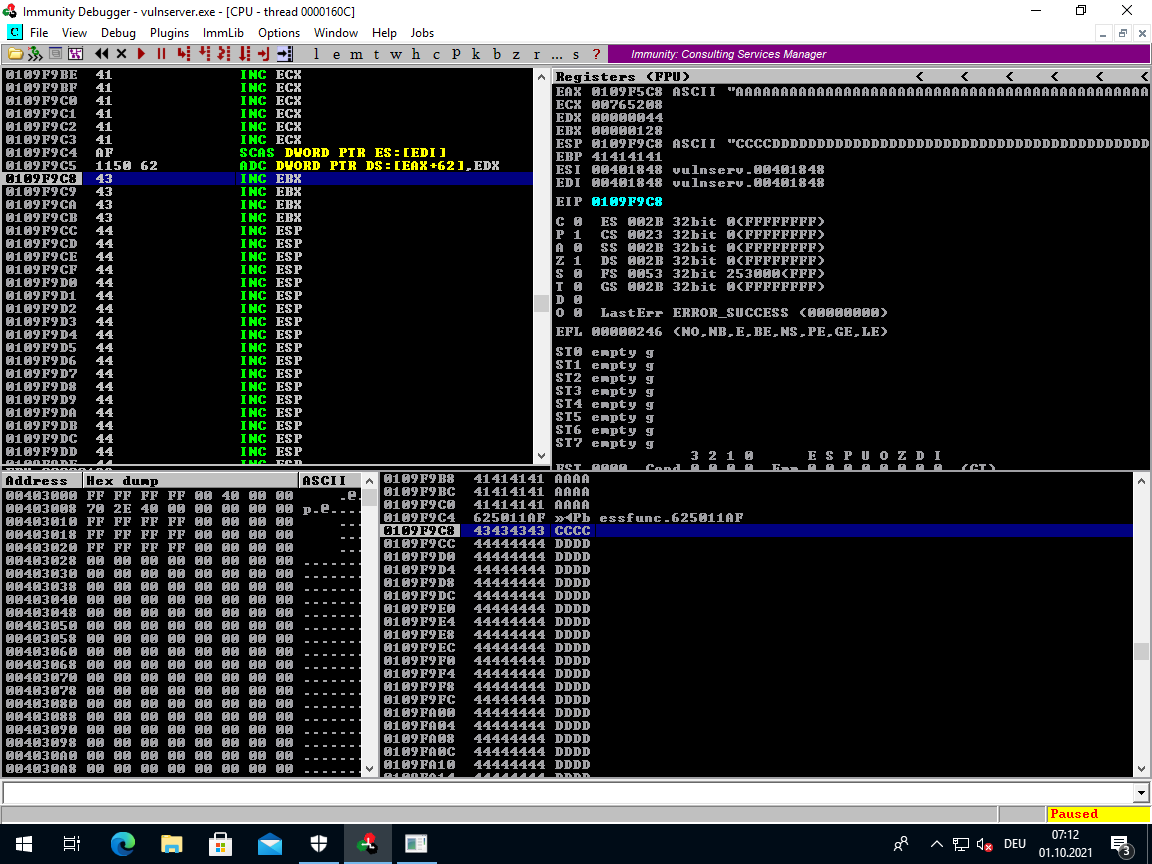 Immunity Debugger - vulnserver.exe - [CPU - thread 0000160C]
C File View Debug Plugins ImmLib Options Window Help Jobs
l e m t w h c P k b z r ... s ? Immunity: Consulting Services Manager
0109F9BE 41 INC ECX
0109F9BF 41 INC ECX
0109F9C0 41 INC ECX
0109F9C1 41 INC ECX
0109F9C2 41 INC ECX
0109F9C3 41 INC ECX
0109F9C4 AF SCAS DWORD PTR ES:[EDI]
0109F9C5 1150 62 ADC DWORD PTR DS:[EAX+62],EDX
0109F9C8 43 INC EBX
0109F9C9 43 INC EBX
0109F9CA 43 INC EBX
0109F9CB 43 INC EBX
0109F9CC 44 INC ESP
0109F9CD 44 INC ESP
0109F9CE 44 INC ESP
0109F9CF 44 INC ESP
0109F9D0 44 INC ESP
0109F9D1 44 INC ESP
0109F9D2 44 INC ESP
0109F9D3 44 INC ESP
0109F9D4 44 INC ESP
0109F9D5 44 INC ESP
0109F9D6 44 INC ESP
0109F9D7 44 INC ESP
0109F9D8 44 INC ESP
0109F9D9 44 INC ESP
0109F9DA 44 INC ESP
0109F9DB 44 INC ESP
0109F9DC 44 INC ESP
0109F9DD 44 INC ESP
0109F9DE 44 INC ESP
Registers (FPU) < < < < < <
EAX 0109F5C8 ASCII "AAAAAAAAAAAAAAAAAAAAAAAAAAAAAAAAAAAAAAAAAAAAAA
ECX 00765208
EDX 00000044
EBX 00000128
ESP 0109F9C8 ASCII "CCCCDDDDDDDDDDDDDDDDDDDDDDDDDDDDDDDDDDDDDDDDDD
EBP 41414141
ESI 00401848 vulnserv.00401848
EDI 00401848 vulnserv.00401848
EIP 0109F9C8
C 0 ES 002B 32bit 0(FFFFFFFF)
P 1 CS 0023 32bit 0(FFFFFFFF)
A 0 SS 002B 32bit 0(FFFFFFFF)
Z 1 DS 002B 32bit 0(FFFFFFFF)
S 0 FS 0053 32bit 253000(FFF)
T 0 GS 002B 32bit 0(FFFFFFFF)
D 0
O 0 LastErr ERROR_SUCCESS (00000000)
EFL 00000246 (NO,NB,E,BE,NS,PE,GE,LE)
ST0 empty g
ST1 empty g
ST2 empty g
ST3 empty g
ST4 empty g
ST5 empty g
ST6 empty g
ST7 empty g
3 2 1 0 E S P U O Z D I
FST 0000 Cond 0 0 0 0 Err 0 0 0 0 0 0 0 0 (GT)
Address Hex dump ASCII
00403000 FF FF FF FF 00 40 00 00 .@.
00403008 70 2E 40 00 00 00 00 00 p.@....
00403010 FF FF FF FF 00 00 00 00 ...
00403018 FF FF FF FF 00 00 00 00 ...
00403020 FF FF FF FF 00 00 00 00 ...
00403028 00 00 00 00 00 00 00 00 .......
00403030 00 00 00 00 00 00 00 00 .......
00403038 00 00 00 00 00 00 00 00 .......
00403040 00 00 00 00 00 00 00 00 .......
00403048 00 00 00 00 00 00 00 00 .......
00403050 00 00 00 00 00 00 00 00 .......
00403058 00 00 00 00 00 00 00 00 .......
00403060 00 00 00 00 00 00 00 00 .......
00403068 00 00 00 00 00 00 00 00 .......
00403070 00 00 00 00 00 00 00 00 .......
00403078 00 00 00 00 00 00 00 00 .......
00403080 00 00 00 00 00 00 00 00 .......
00403088 00 00 00 00 00 00 00 00 .......
00403090 00 00 00 00 00 00 00 00 .......
00403098 00 00 00 00 00 00 00 00 .......
004030A0 00 00 00 00 00 00 00 00 .......
004030A8 00 00 00 00 00 00 00 00 .......
0109F9B8 41414141 AAAA
0109F9BC 41414141 AAAA
0109F9C0 41414141 AAAA
0109F9C4 625011AF »◄Pb essfunc.625011AF
0109F9C8 43434343 CCCC
0109F9CC 44444444 DDDD
0109F9D0 44444444 DDDD
0109F9D4 44444444 DDDD
0109F9D8 44444444 DDDD
0109F9DC 44444444 DDDD
0109F9E0 44444444 DDDD
0109F9E4 44444444 DDDD
0109F9E8 44444444 DDDD
0109F9EC 44444444 DDDD
0109F9F0 44444444 DDDD
0109F9F4 44444444 DDDD
0109F9F8 44444444 DDDD
0109F9FC 44444444 DDDD
0109FA00 44444444 DDDD
0109FA04 44444444 DDDD
0109FA08 44444444 DDDD
0109FA0C 44444444 DDDD
0109FA10 44444444 DDDD
0109FA14 44444444 DDDD
Paused
DEU
07:12
01.10.2021
3